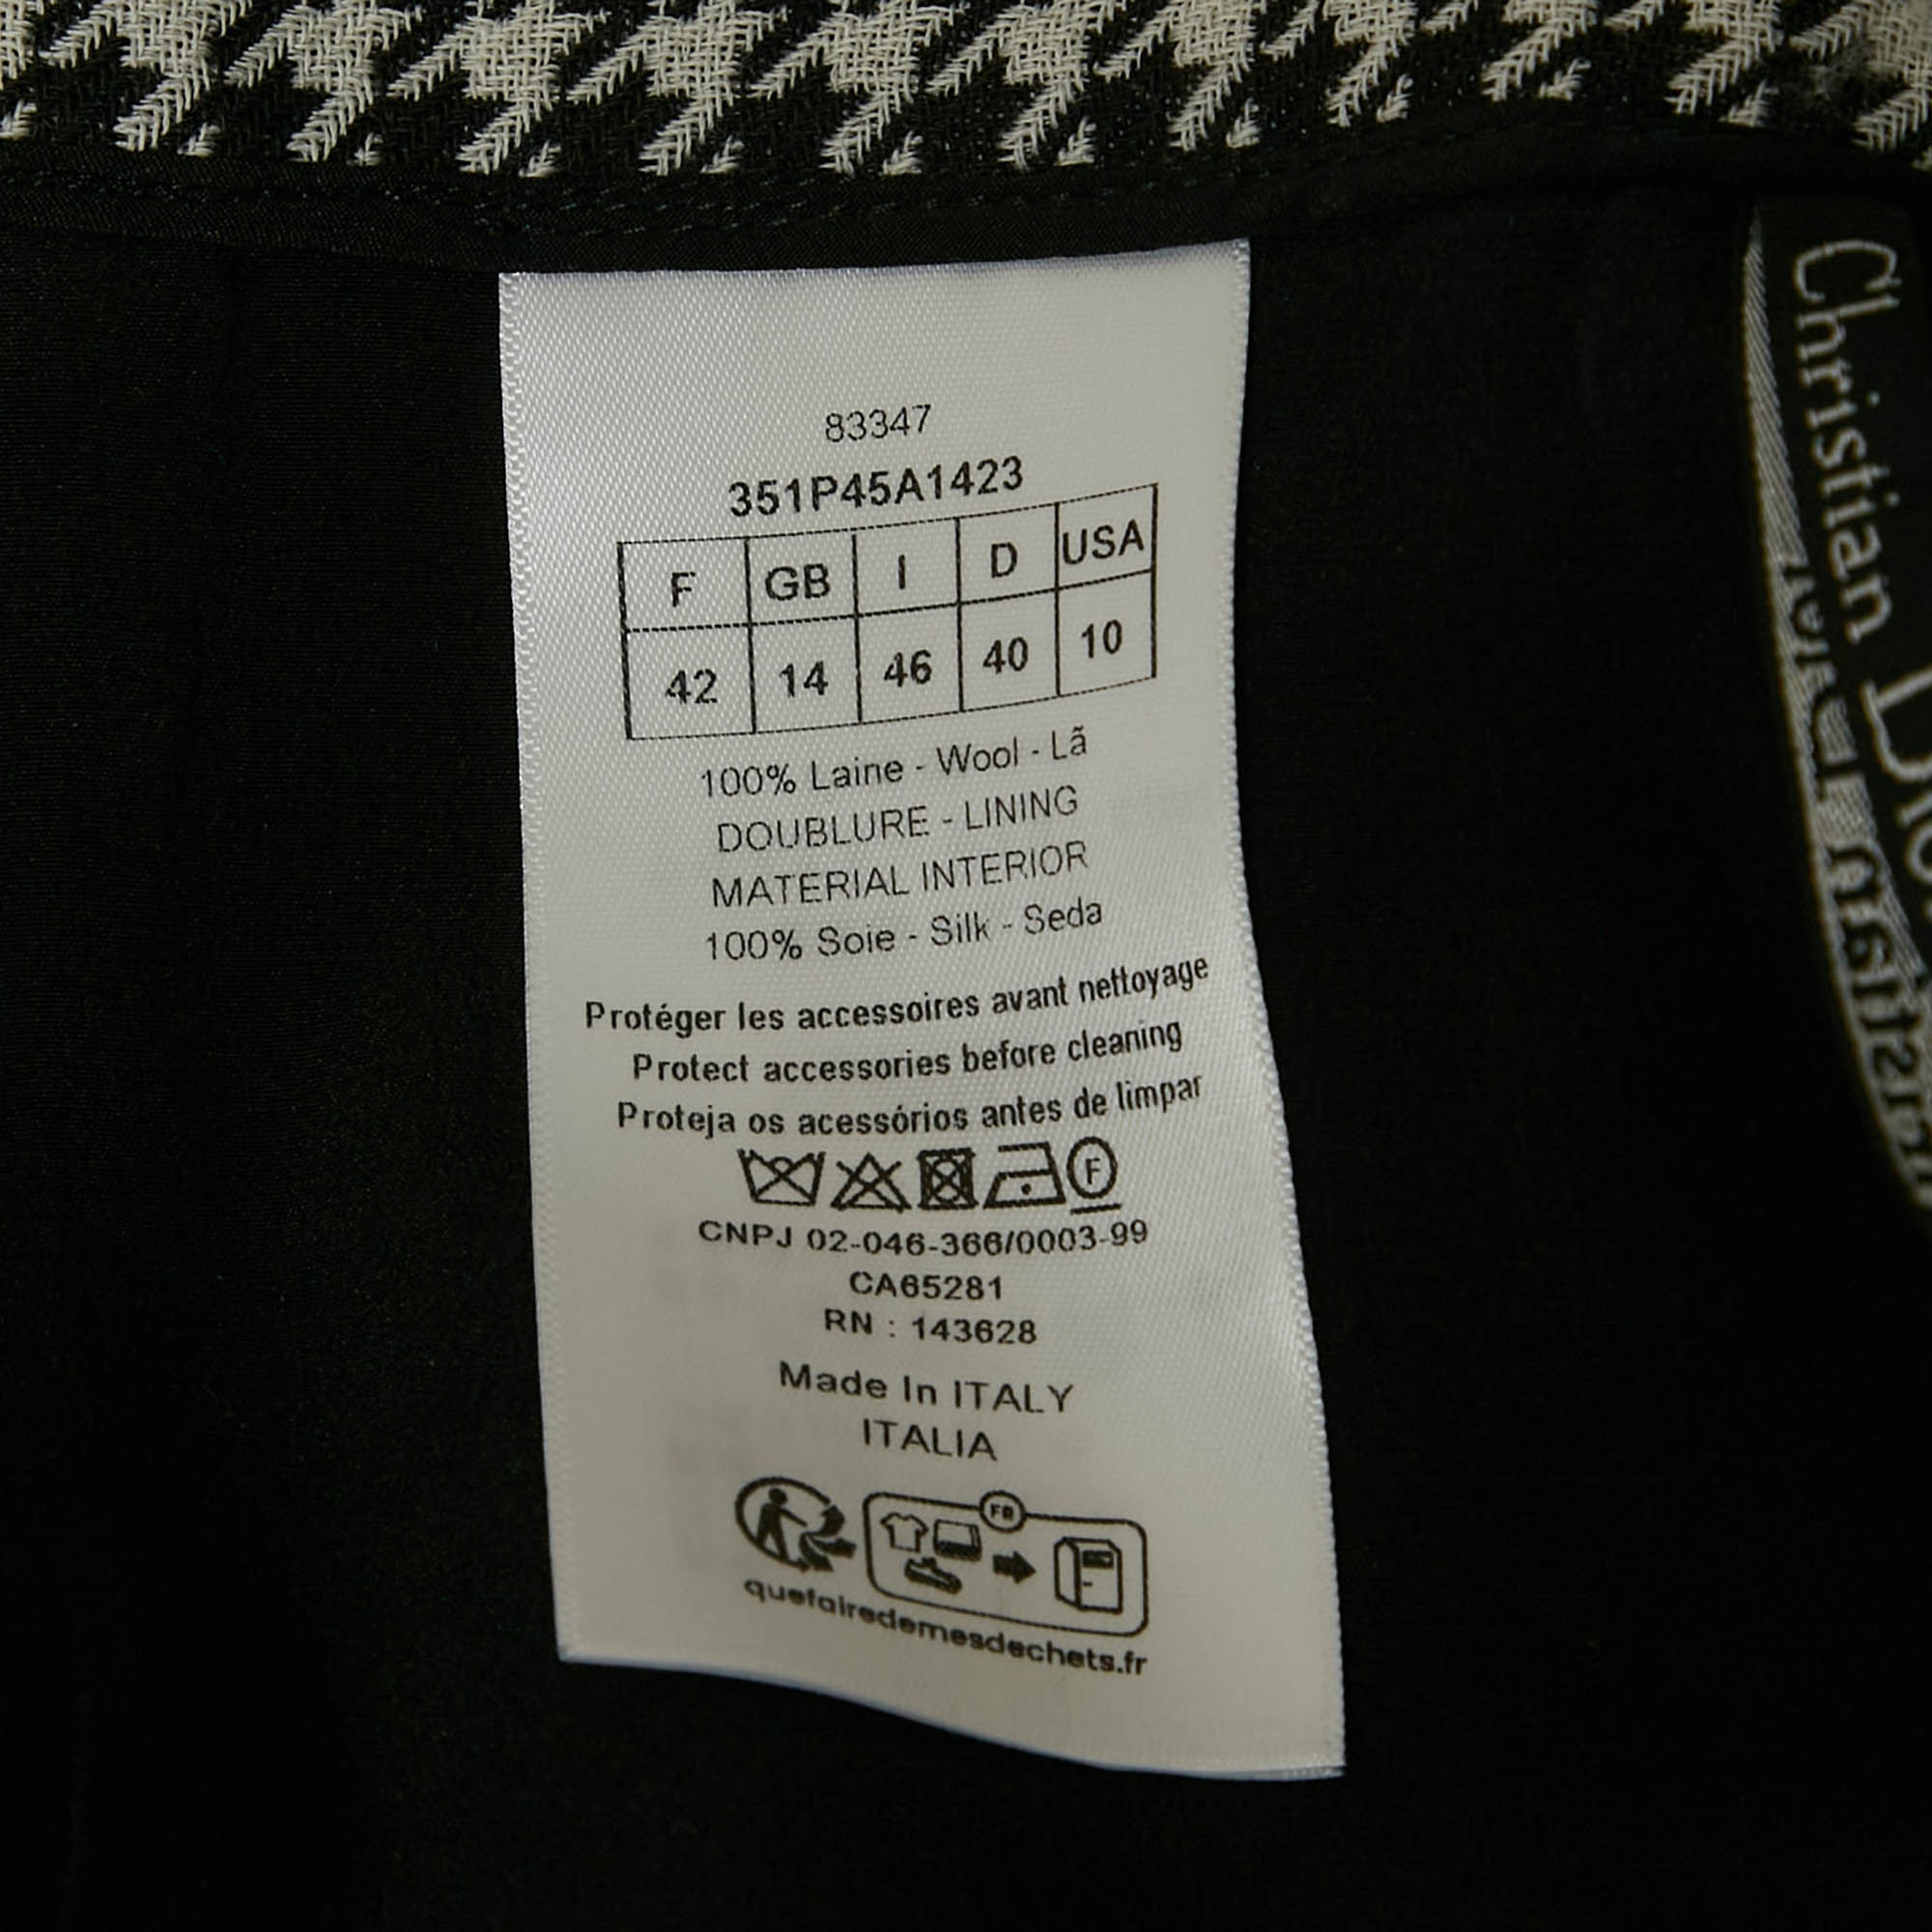 83347
351P45A1423
F GB I D USA
42 14 46 40 10
100% Laine - Wool - Lã
DOUBLURE - LINING
MATERIAL INTERIOR
100% Soie - Silk - Seda
Protéger les accessoires avant nettoyage
Protect accessories before cleaning
Proteja os acessórios antes de limpar
F
CNPJ 02-046-366/0003-99
CA65281
RN : 143628
Made In ITALY
ITALIA
FR
quefairedemesdechets.fr
Christian